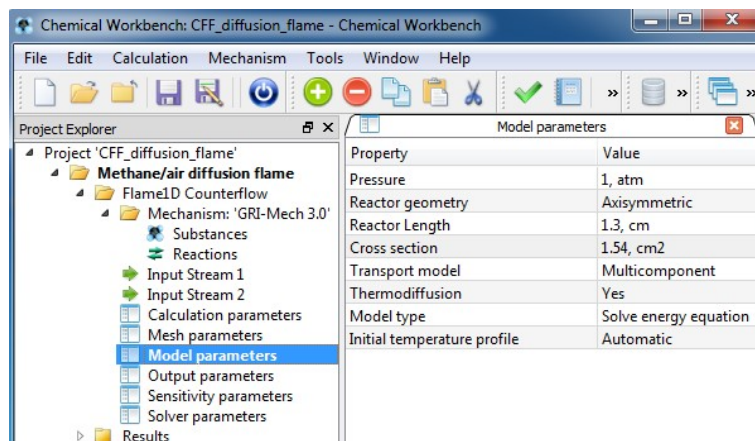 Chemical Workbench: CFF_diffusion_flame - Chemical Workbench
File Edit Calculation Mechanism Tools Window Help
» » »
Project Explorer
Project 'CFF_diffusion_flame'
Methane/air diffusion flame
Flame1D Counterflow
Mechanism: 'GRI-Mech 3.0'
Substances
Reactions
Input Stream 1
Input Stream 2
Calculation parameters
Mesh parameters
Model parameters
Output parameters
Sensitivity parameters
Solver parameters
Results
Model parameters
Property Value
Pressure 1, atm
Reactor geometry Axisymmetric
Reactor Length 1.3, cm
Cross section 1.54, cm2
Transport model Multicomponent
Thermodiffusion Yes
Model type Solve energy equation
Initial temperature profile Automatic